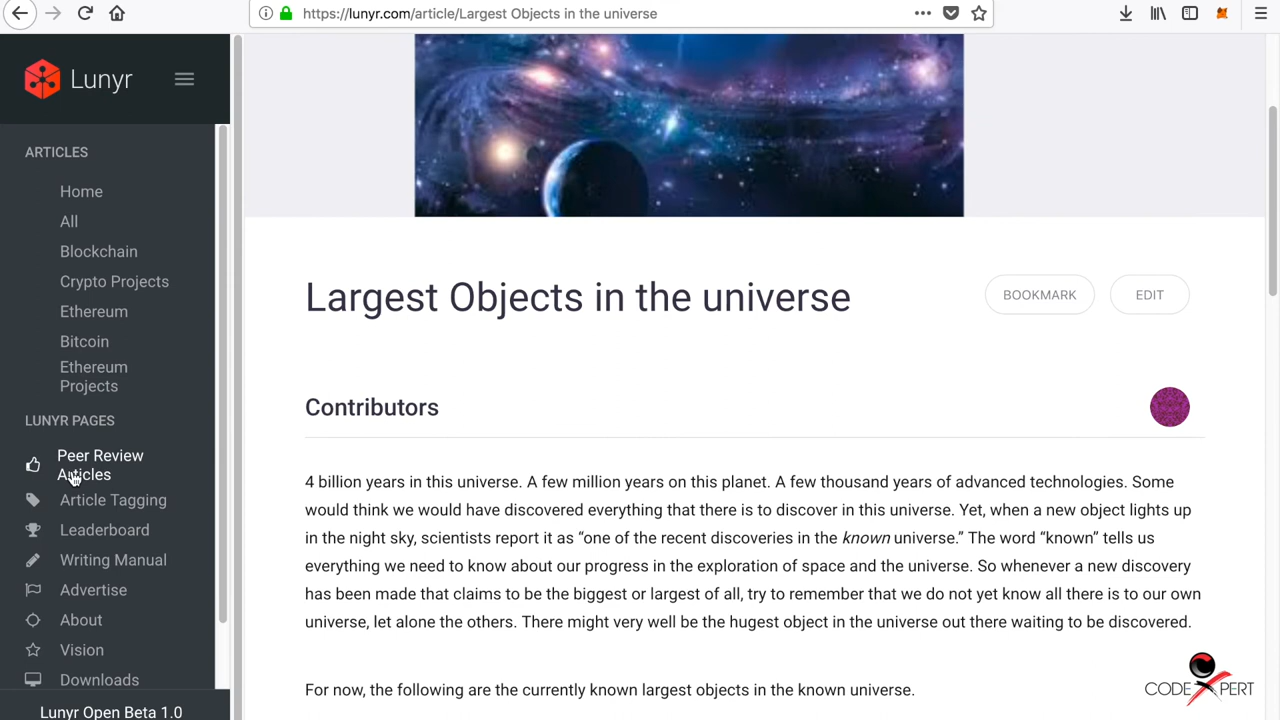 https://lunyr.com/article/Largest Objects in the universe
Lunyr
ARTICLES
Home
All
Blockchain
Crypto Projects
Ethereum
Bitcoin
Ethereum
Projects
LUNYR PAGES
Peer Review
Articles
Article Tagging
Leaderboard
Writing Manual
Advertise
About
Vision
Downloads
Lunyr Open Beta 1.0
Largest Objects in the universe
BOOKMARK
EDIT
Contributors
4 billion years in this universe. A few million years on this planet. A few thousand years of advanced technologies. Some
would think we would have discovered everything that there is to discover in this universe. Yet, when a new object lights up
in the night sky, scientists report it as “one of the recent discoveries in the known universe.” The word “known” tells us
everything we need to know about our progress in the exploration of space and the universe. So whenever a new discovery
has been made that claims to be the biggest or largest of all, try to remember that we do not yet know all there is to our own
universe, let alone the others. There might very well be the hugest object in the universe out there waiting to be discovered.
For now, the following are the currently known largest objects in the known universe.
CODEXPERT